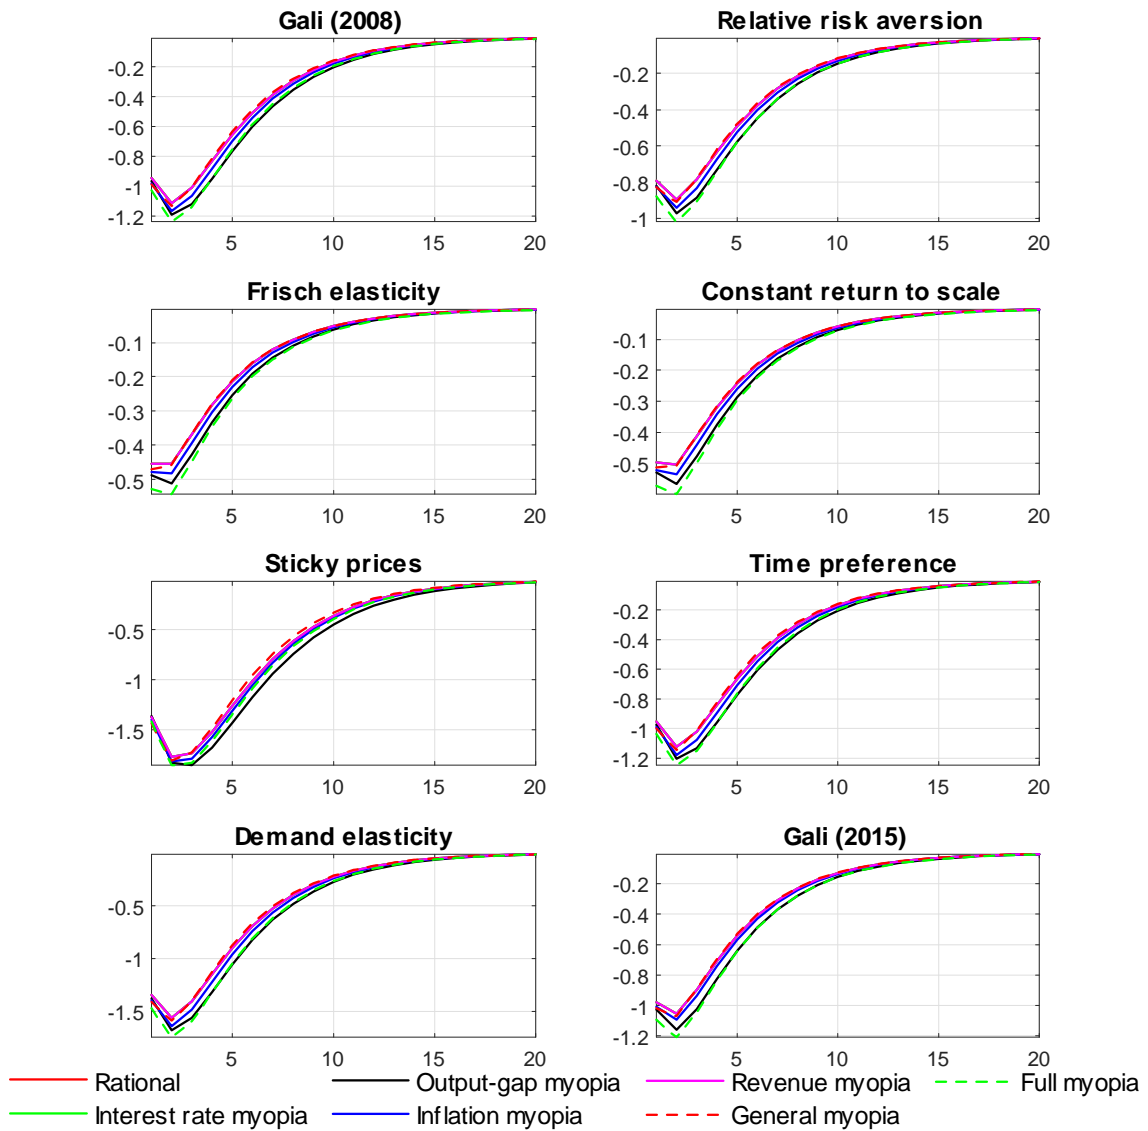 Gali (2008) Relative risk aversion
-0.2 -0.2
-0.4 -0.4
-0.6 -0.6
-0.8 -0.8
-1 -1
-1.2
5 10 15 20 5 10 15 20
Frisch elasticity Constant return to scale
-0.1 -0.1
-0.2 -0.2
-0.3 -0.3
-0.4 -0.4
-0.5 -0.5
5 10 15 20 5 10 15 20
Sticky prices Time preference
-0.5 -0.2
-1 -0.4
-1.5 -0.6
-0.8
-1
-1.2
5 10 15 20 5 10 15 20
Demand elasticity Gali (2015)
-0.5 -0.2
-1 -0.4
-1.5 -0.6
-0.8
-1
-1.2
5 10 15 20 5 10 15 20
Rational Output-gap myopia Revenue myopia Full myopia
Interest rate myopia Inflation myopia General myopia